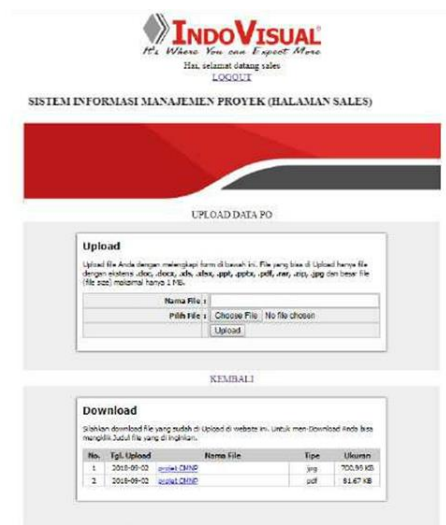 INDOVISUAL
It's Where You can Expect More
Hai, selamat datang sales
LOGOUT
SISTEM INFORMASI MANAJEMEN PROYEK (HALAMAN SALES)
UPLOAD DATA PO
Upload
Upload file Anda dengan melengkapi form di bawah ini. File yang bisa di Upload hanya file
dengan ekstensi .doc, .docx, .xls, .xlsx, .ppt, .pptx, .pdf, .rar, .zip, .jpg dan besar file
(file size) maksimal hanya 1 MB.
Nama File :
Pilih File : Choose File No file chosen
Upload
KEMBALI
Download
Silahkan download file yang sudah di Upload di website ini. Untuk men-Download Anda bisa
mengklik Judul file yang di inginkan.
No. Tgl. Upload Nama File Tipe Ukuran
1 2018-09-02 CMNP jpg 700.99 KB
2 2018-09-02 CMNP pdf 81.67 KB